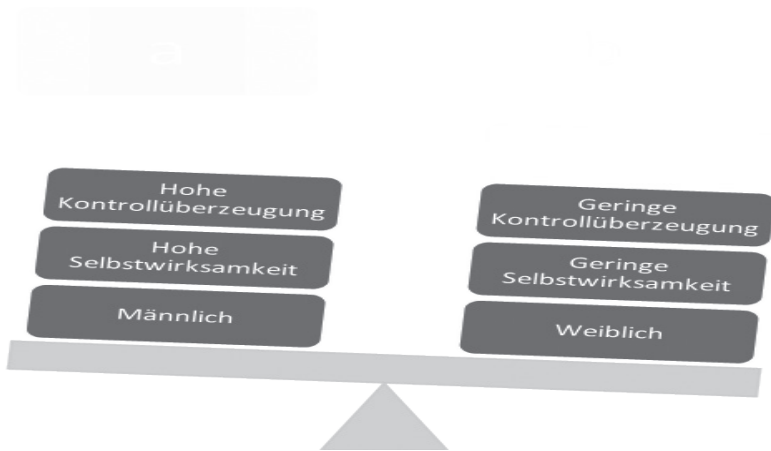 a
Hohe
Kontrollüberzeugung
Hohe
Selbstwirksamkeit
Männlich
Geringe
Kontrollüberzeugung
Geringe
Selbstwirksamkeit
Weiblich